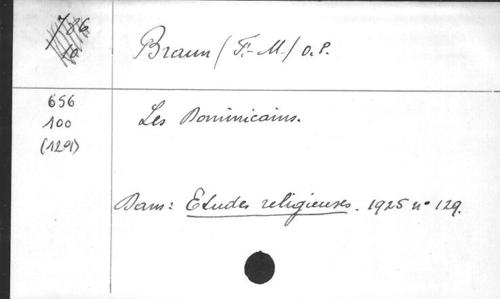 Braun (F.-M.) O.P.
656
100
(129)
Les Dominicains.
Dans: Etudes religieuses. 1925 n° 129.